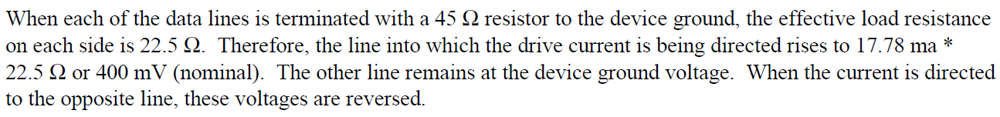 When each of the data lines is terminated with a 45 Ω resistor to the device ground, the effective load resistance
on each side is 22.5 Ω.  Therefore, the line into which the drive current is being directed rises to 17.78 ma *
22.5 Ω or 400 mV (nominal).  The other line remains at the device ground voltage.  When the current is directed
to the opposite line, these voltages are reversed.